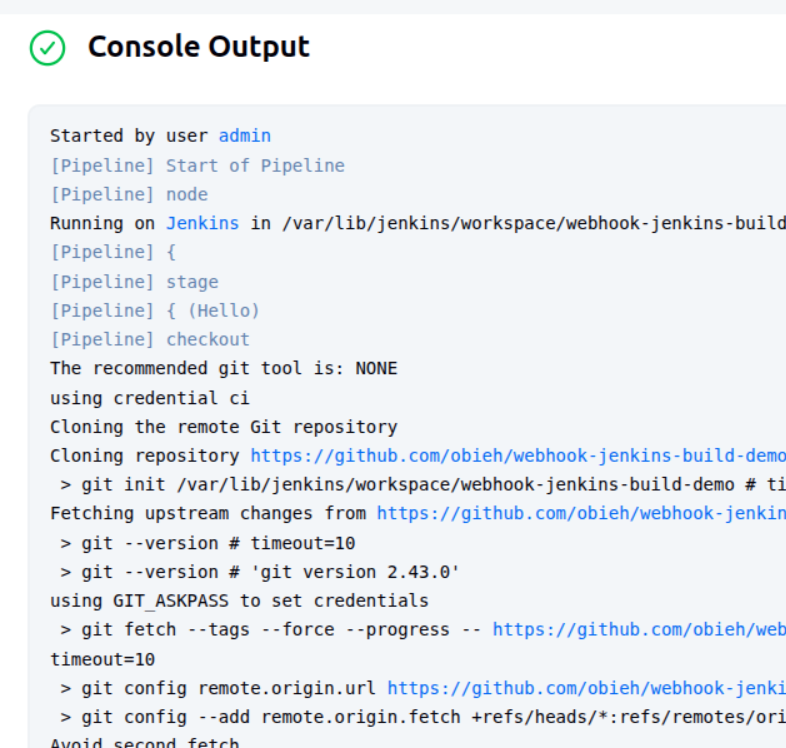 Console Output
Started by user admin
[Pipeline] Start of Pipeline
[Pipeline] node
Running on Jenkins in /var/lib/jenkins/workspace/webhook-jenkins-build
[Pipeline] {
[Pipeline] stage
[Pipeline] { (Hello)
[Pipeline] checkout
The recommended git tool is: NONE
using credential ci
Cloning the remote Git repository
Cloning repository https://github.com/obieh/webhook-jenkins-build-demo
> git init /var/lib/jenkins/workspace/webhook-jenkins-build-demo # ti
Fetching upstream changes from https://github.com/obieh/webhook-jenkin
> git --version # timeout=10
> git --version # 'git version 2.43.0'
using GIT_ASKPASS to set credentials
> git fetch --tags --force --progress -- https://github.com/obieh/web
timeout=10
> git config remote.origin.url https://github.com/obieh/webhook-jenki
> git config --add remote.origin.fetch +refs/heads/*:refs/remotes/ori
Avoid second fetch